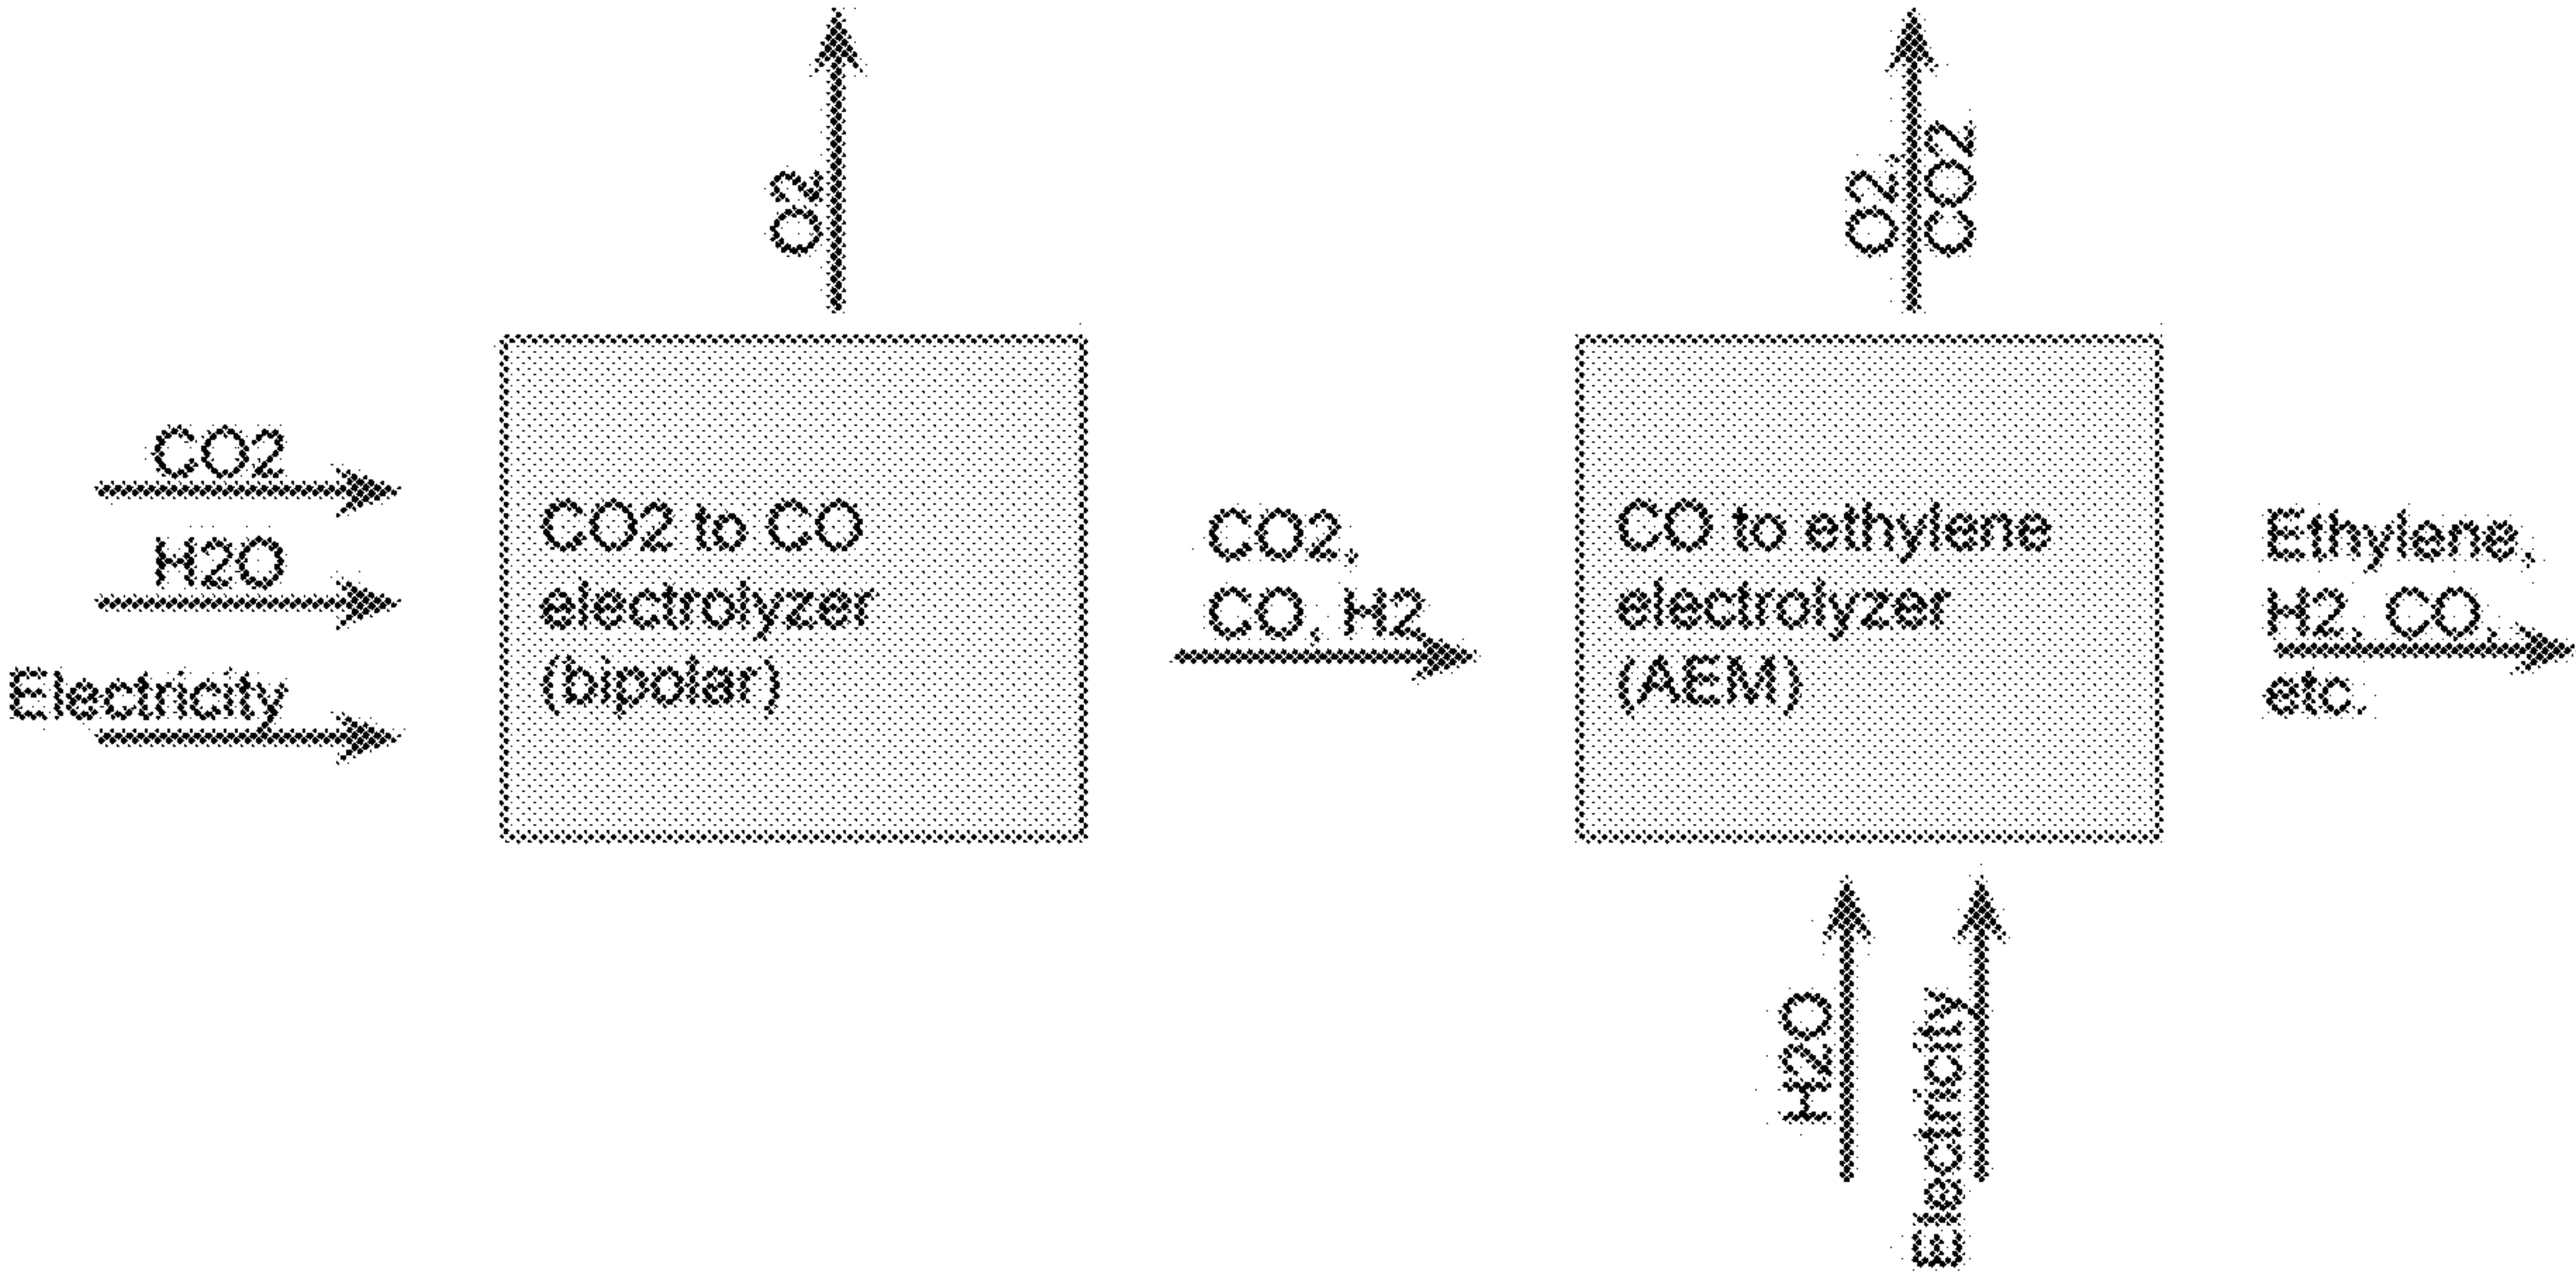 O2
O2,
CO2
CO2
H2O
Electricity
CO2 to CO
electrolyzer
(bipolar)
CO2,
CO, H2
CO to ethylene
electrolyzer
(AEM)
Ethylene,
H2, CO,
etc.
H2O
Electricity